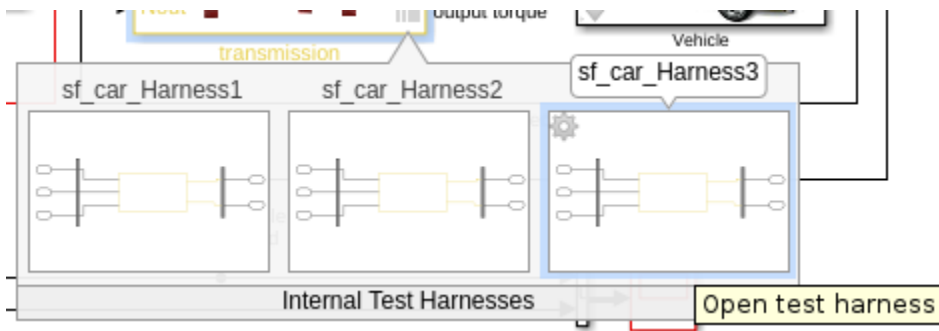 output torque
transmission
Vehicle
sf_car_Harness1
sf_car_Harness2
sf_car_Harness3
Internal Test Harnesses
Open test harness